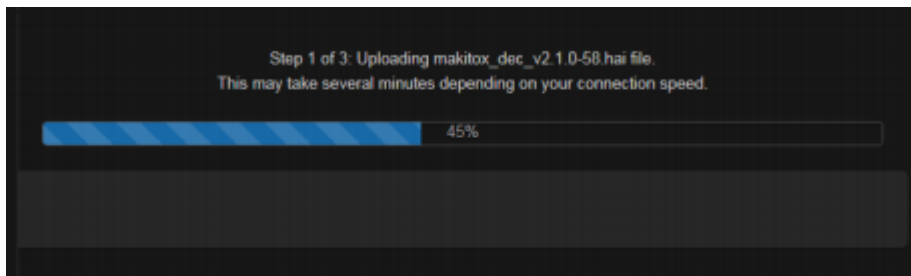 Step 1 of 3: Uploading makitox_dec_v2.1.0-58.hai file.
This may take several minutes depending on your connection speed.
45%